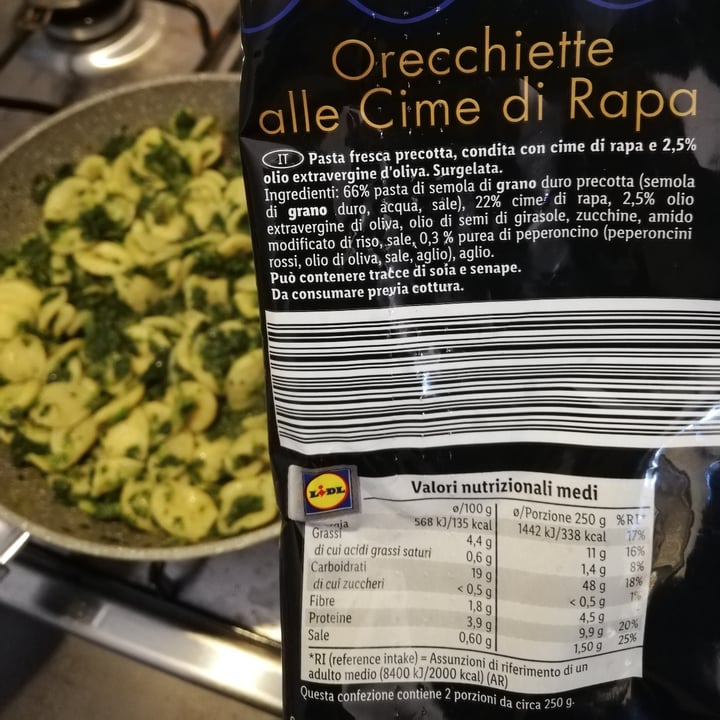 Orecchiette
alle Cime di Rapa
IT Pasta fresca precotta, condita con cime di rapa e 2,5%
olio extravergine d'oliva. Surgelata.
Ingredienti: 66% pasta di semola di grano duro precotta (semola
di grano duro, acqua, sale), 22% cime di rapa, 2,5% olio
extravergine di oliva, olio di semi di girasole, zucchine, amido
modificato di riso, sale, 0,3 % purea di peperoncino (peperoncini
rossi, olio di oliva, sale, aglio), aglio.
Può contenere tracce di soia e senape.
Da consumare previa cottura.
LIDL
Valori nutrizionali medi
ø/100 g ø/Porzione 250 g %RI*
568 kJ/135 kcal 1442 kJ/338 kcal 17%
Grassi 4,4 g 11 g 16%
di cui acidi grassi saturi 0,6 g 1,4 g 8%
Carboidrati 19 g 48 g 18%
di cui zuccheri < 0,5 g < 0,5 g 1%
Fibre 1,8 g 4,5 g -
Proteine 3,9 g 9,9 g 20%
Sale 0,60 g 1,50 g 25%
*RI (reference intake) = Assunzioni di riferimento di un
adulto medio (8400 kJ/2000 kcal) (AR)
Questa confezione contiene 2 porzioni da circa 250 g.